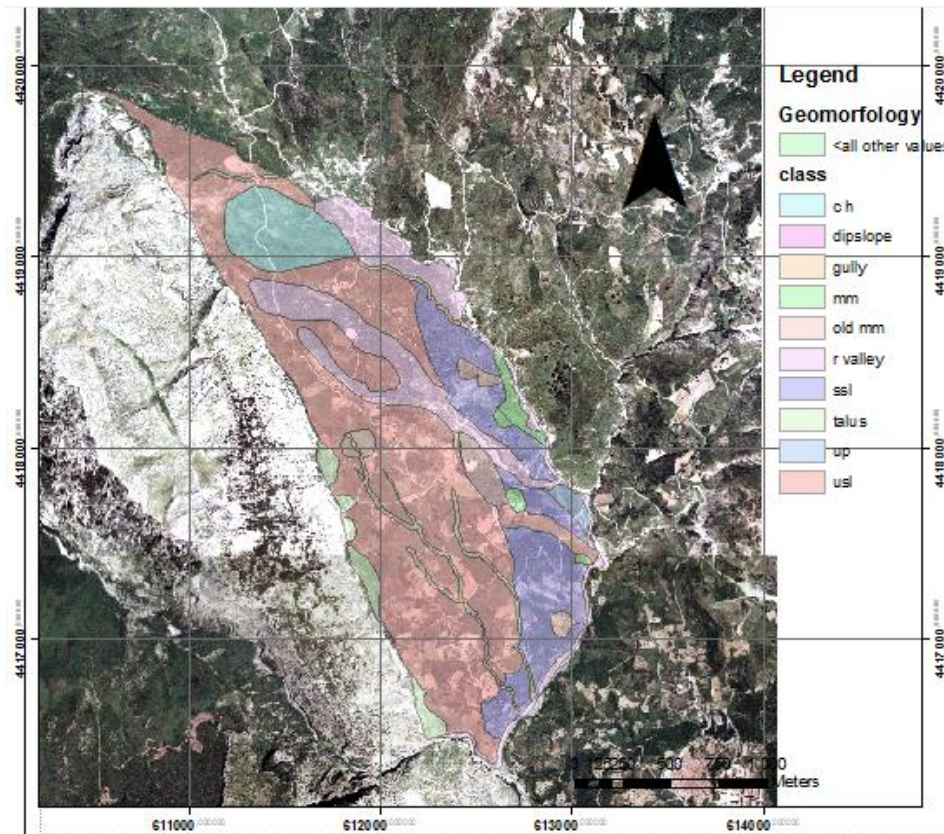 Legend
Geomorfology
<all other values
class
c h
dipslope
gully
mm
old mm
r valley
ssl
talus
up
usl
N
4420000
4419000
4418000
4417000
4420000
4419000
4418000
4417000
500
Meters
611000
612000
613000
614000